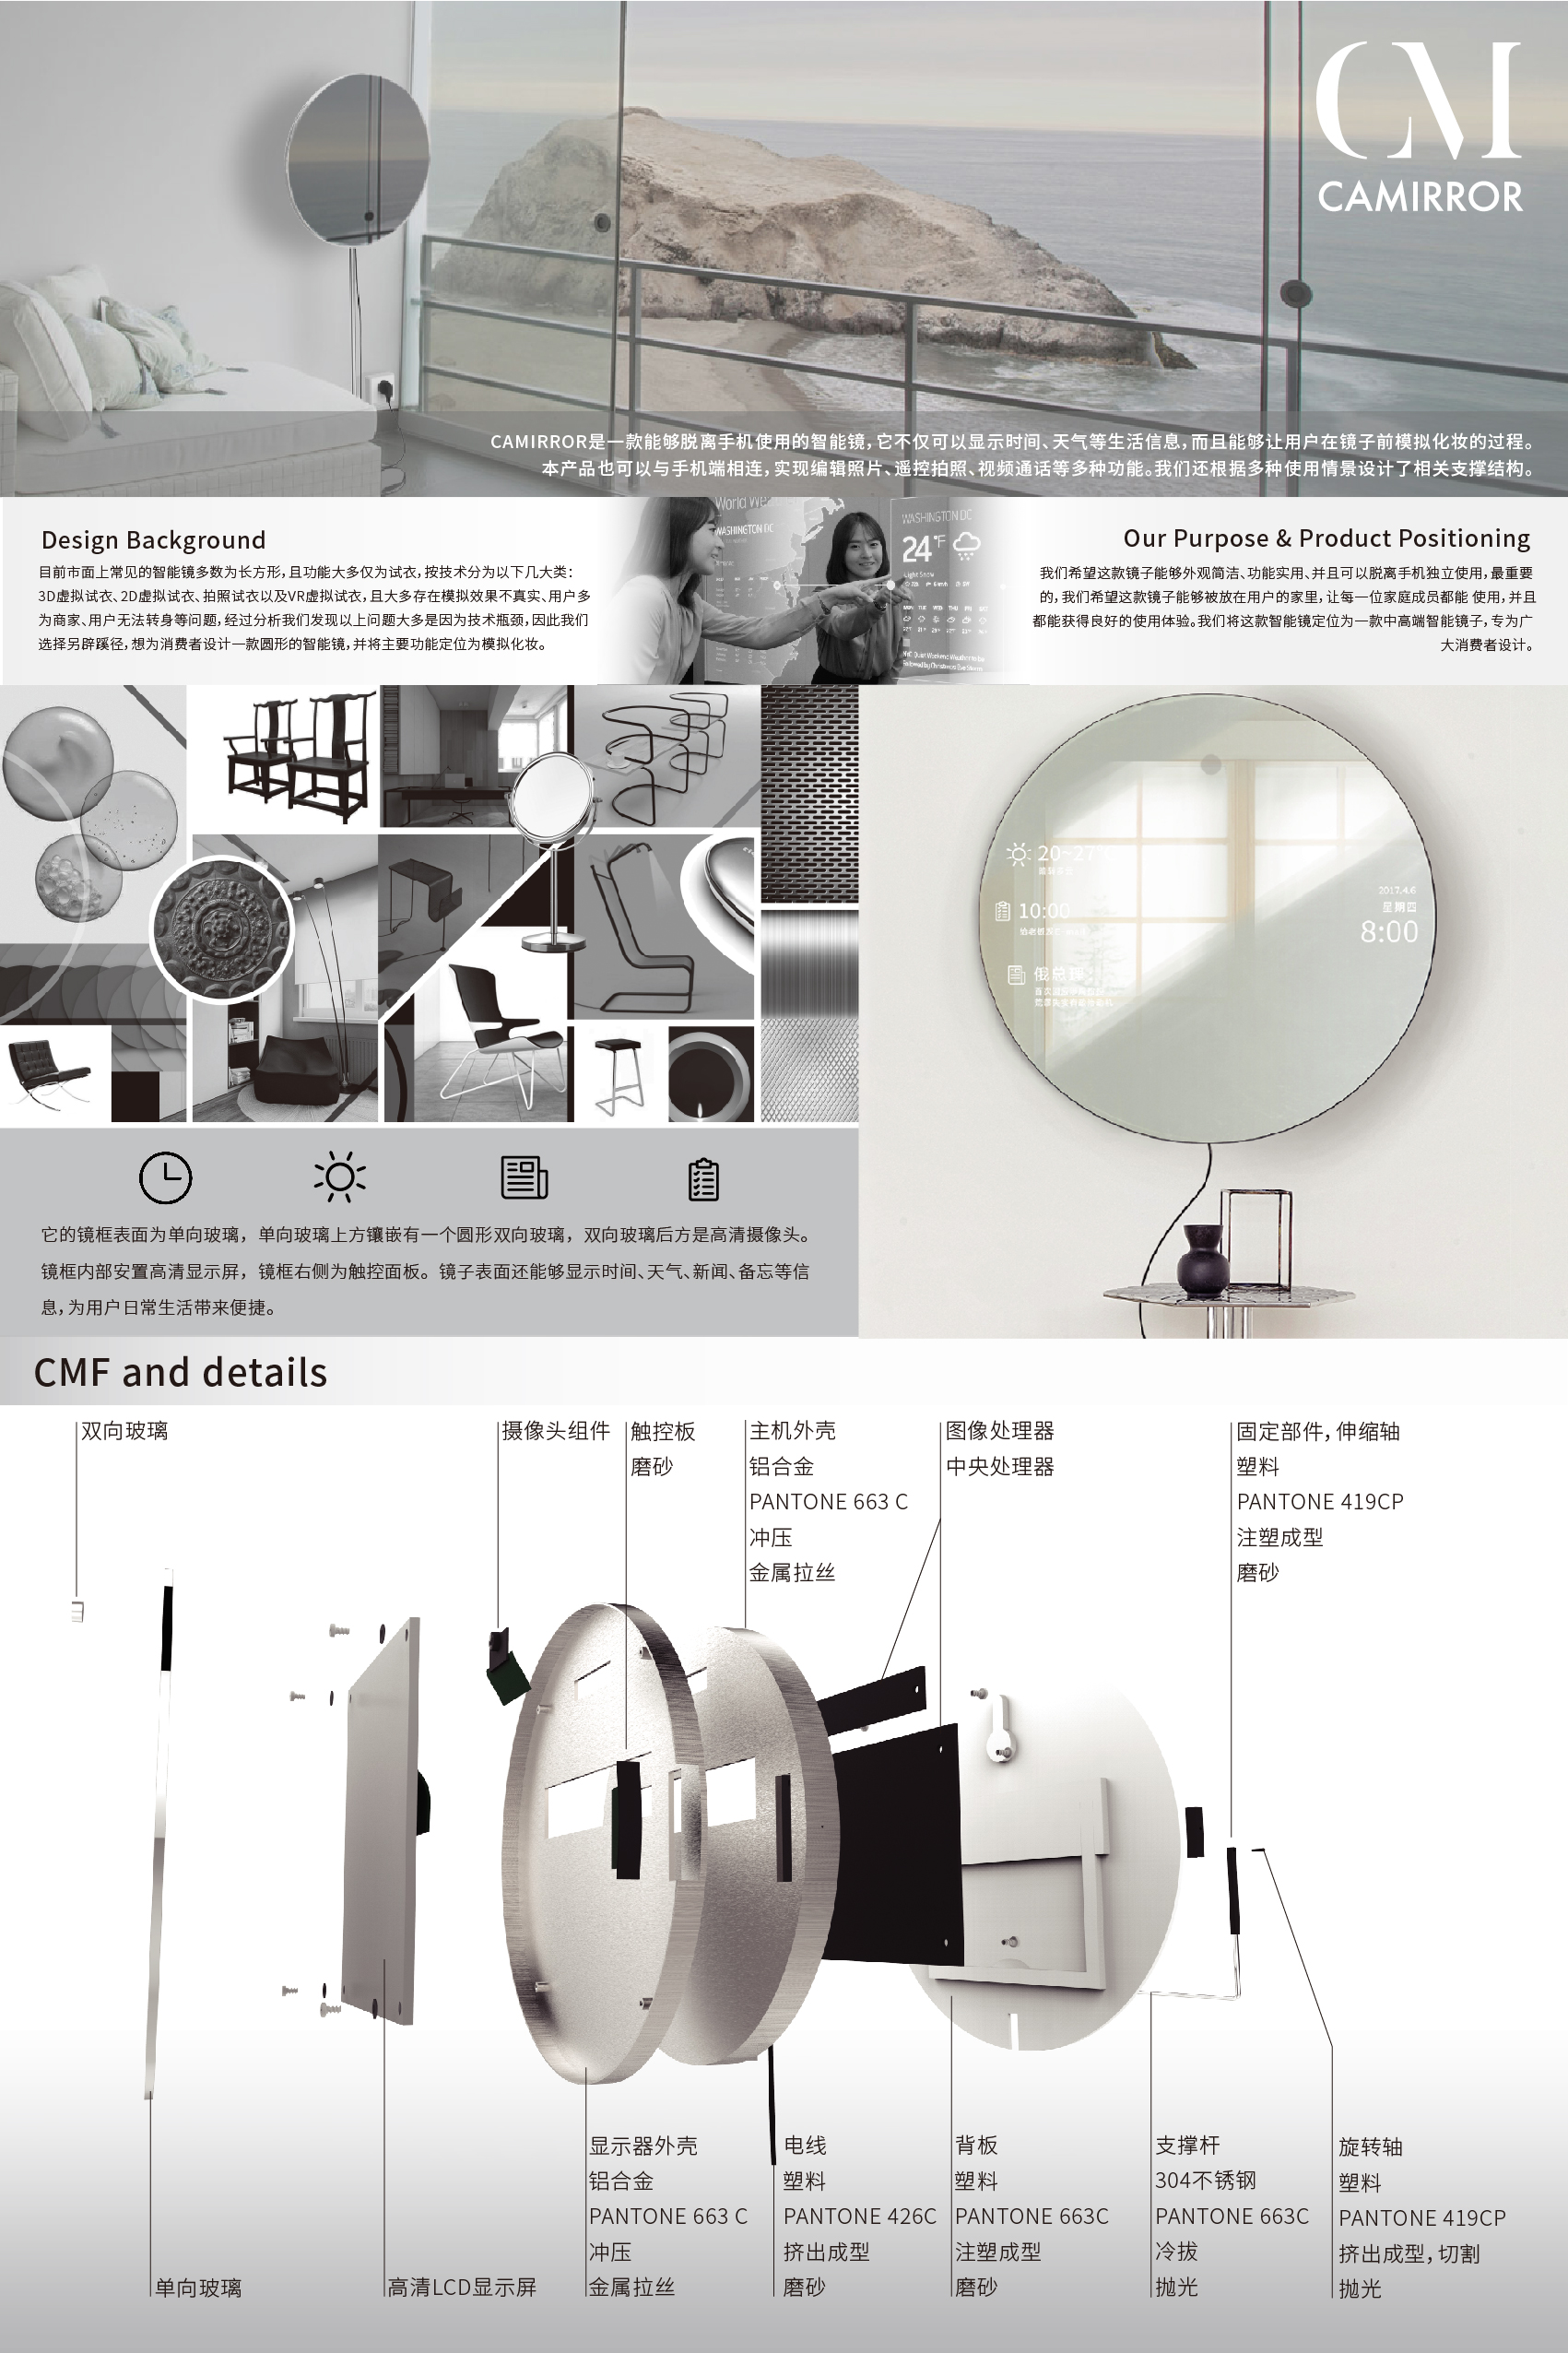 CM
CAMIRROR
CAMIRROR是一款能够脱离手机使用的智能镜，它不仅可以显示时间、天气等生活信息，而且能够让用户在镜子前模拟化妆的过程。
本产品也可以与手机端相连，实现编辑照片、遥控拍照、视频通话等多种功能。我们还根据多种使用情景设计了相关支撑结构。
Design Background
目前市面上常见的智能镜多数为长方形，且功能大多仅为试衣，按技术分为以下几大类：
3D虚拟试衣、2D虚拟试衣、拍照试衣以及VR虚拟试衣，且大多存在模拟效果不真实、用户多
为商家、用户无法转身等问题，经过分析我们发现以上问题大多是因为技术瓶颈，因此我们
选择另辟蹊径，想为消费者设计一款圆形的智能镜，并将主要功能定位为模拟化妆。
World We
WASHINGTON DC
WASHINGTON DC
24°F
Light Snow
MON TUE WED THU FRI SAT
Our Purpose & Product Positioning
我们希望这款镜子能够外观简洁、功能实用、并且可以脱离手机独立使用，最重要
的，我们希望这款镜子能够被放在用户的家里，让每一位家庭成员都能 使用，并且
都能获得良好的使用体验。我们将这款智能镜定位为一款中高端智能镜子，专为广
大消费者设计。
20~27℃
10:00
俄总理
2017.4.6
星期四
8:00
它的镜框表面为单向玻璃，单向玻璃上方镶嵌有一个圆形双向玻璃，双向玻璃后方是高清摄像头。
镜框内部安置高清显示屏，镜框右侧为触控面板。镜子表面还能够显示时间、天气、新闻、备忘等信
息，为用户日常生活带来便捷。
CMF and details
双向玻璃
摄像头组件
触控板
磨砂
主机外壳
铝合金
PANTONE 663 C
冲压
金属拉丝
图像处理器
中央处理器
固定部件，伸缩轴
塑料
PANTONE 419CP
注塑成型
磨砂
单向玻璃
高清LCD显示屏
显示器外壳
铝合金
PANTONE 663 C
冲压
金属拉丝
电线
塑料
PANTONE 426C
挤出成型
磨砂
背板
塑料
PANTONE 663C
注塑成型
磨砂
支撑杆
304不锈钢
PANTONE 663C
冷拔
抛光
旋转轴
塑料
PANTONE 419CP
挤出成型，切割
抛光